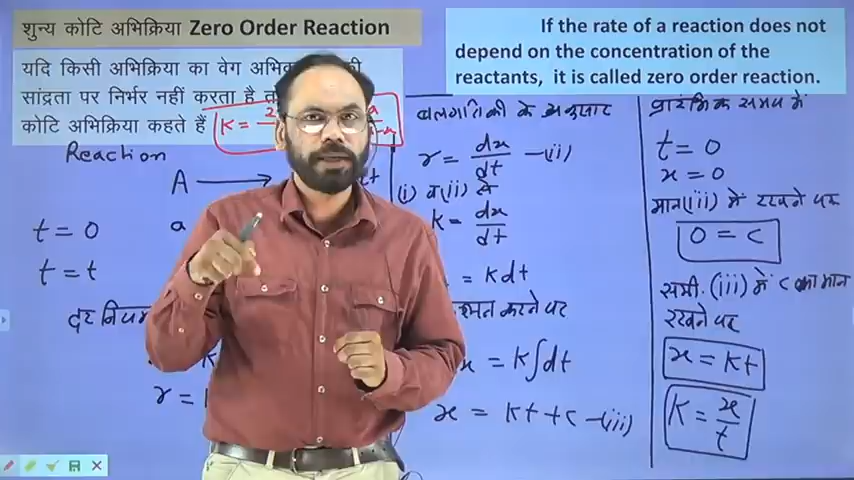 शुन्य कोटि अभिक्रिया Zero Order Reaction
यदि किसी अभिक्रिया का वेग
सांद्रता पर निर्भर नहीं करता है
कोटि अभिक्रिया कहते हैं
If the rate of a reaction does not
depend on the concentration of the
reactants, it is called zero order reaction.
K =
Reaction
A →
a
t = 0
t = t
r =
बलगतिकी के अनुसार
r = dx/dt -(ii)
(i) व (ii) से
K = dx/dt
= Kdt
करने पर
= K∫dt
x = Kt + c -(iii)
प्रारंभिक समय में
t = 0
x = 0
मान (iii) में रखने पर
0 = c
समी. (iii) में c का मान
रखने पर
x = Kt
K = x/t